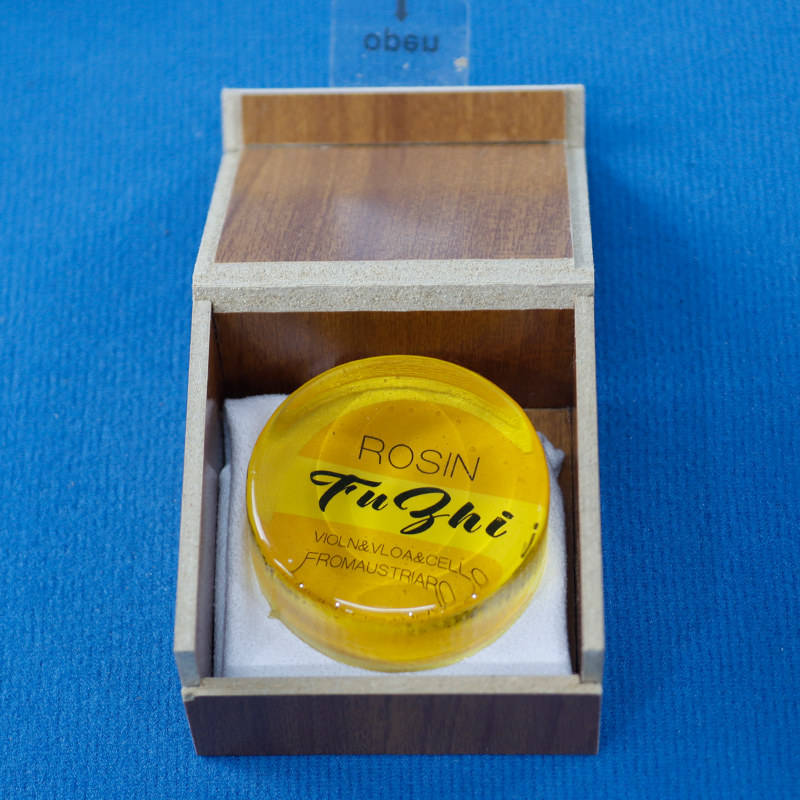 open
ROSIN
FuZhi
VIOLN&VLOA&CELLO
FROMAUSTRIARO